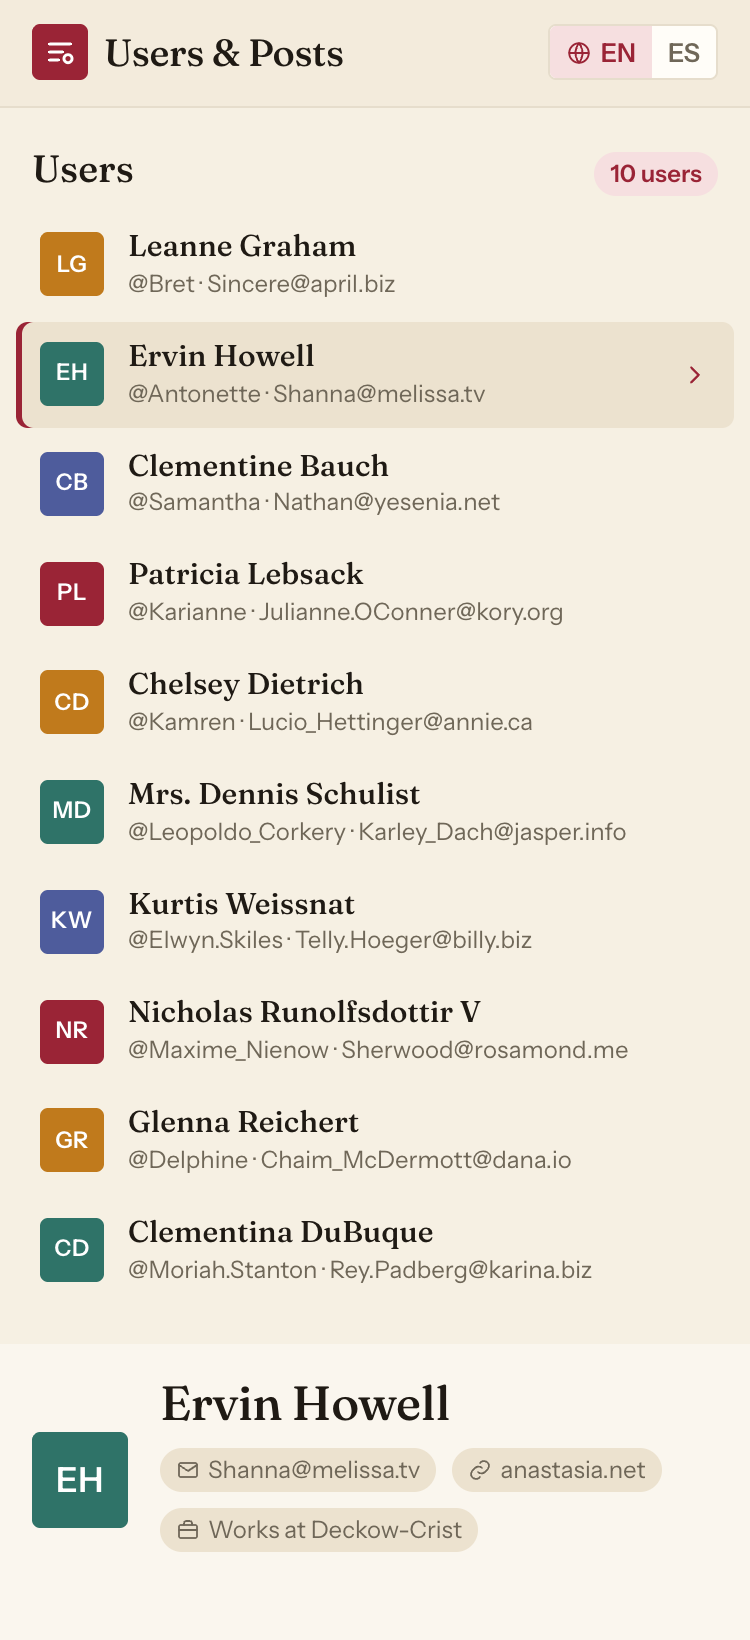 Users & Posts
EN ES
Users
10 users
LG
Leanne Graham
@Bret · Sincere@april.biz
EH
Ervin Howell
@Antonette · Shanna@melissa.tv
CB
Clementine Bauch
@Samantha · Nathan@yesenia.net
PL
Patricia Lebsack
@Karianne · Julianne.OConner@kory.org
CD
Chelsey Dietrich
@Kamren · Lucio_Hettinger@annie.ca
MD
Mrs. Dennis Schulist
@Leopoldo_Corkery · Karley_Dach@jasper.info
KW
Kurtis Weissnat
@Elwyn.Skiles · Telly.Hoeger@billy.biz
NR
Nicholas Runolfsdottir V
@Maxime_Nienow · Sherwood@rosamond.me
GR
Glenna Reichert
@Delphine · Chaim_McDermott@dana.io
CD
Clementina DuBuque
@Moriah.Stanton · Rey.Padberg@karina.biz
EH
Ervin Howell
Shanna@melissa.tv
anastasia.net
Works at Deckow-Crist